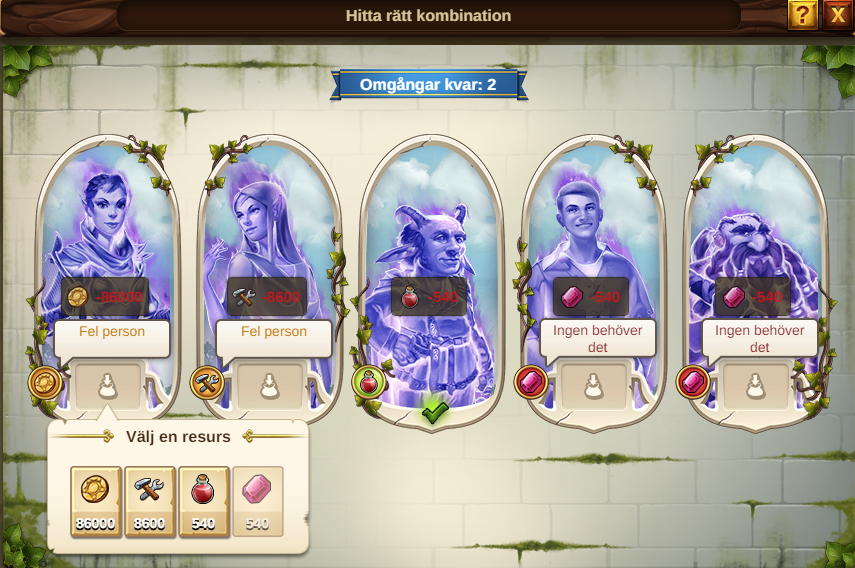 Hitta rätt kombination
?
X
Omgångar kvar: 2
-86000
-8600
-540
-540
-540
Fel person
Fel person
Ingen behöver
det
Ingen behöver
det
Välj en resurs
86000
8600
540
540